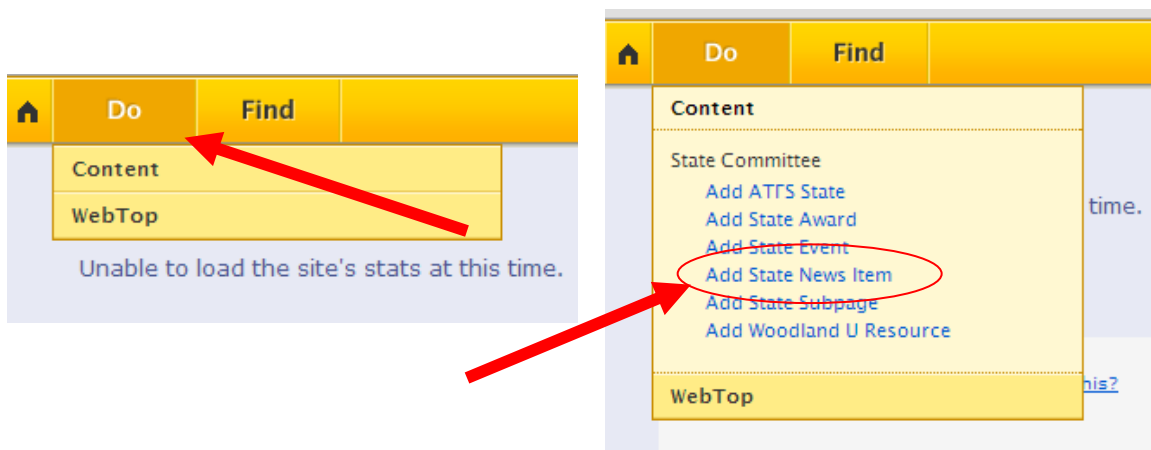 Do Find
Content
WebTop
Unable to load the site's stats at this time.
Do Find
Content
State Committee
Add ATFS State
Add State Award
Add State Event
Add State News Item
Add State Subpage
Add Woodland U Resource
time.
WebTop
his?